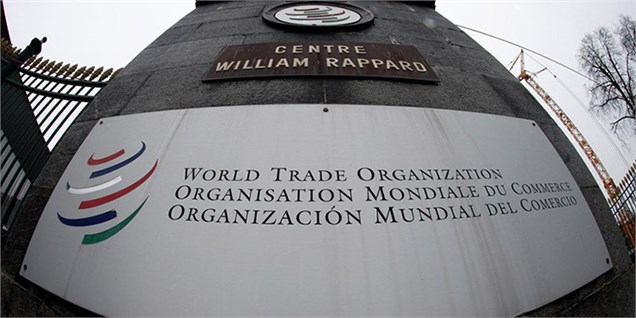 CENTRE
WILLIAM RAPPARD
WORLD TRADE ORGANIZATION
ORGANISATION MONDIALE DU COMMERCE
ORGANIZACIÓN MUNDIAL DEL COMERCIO